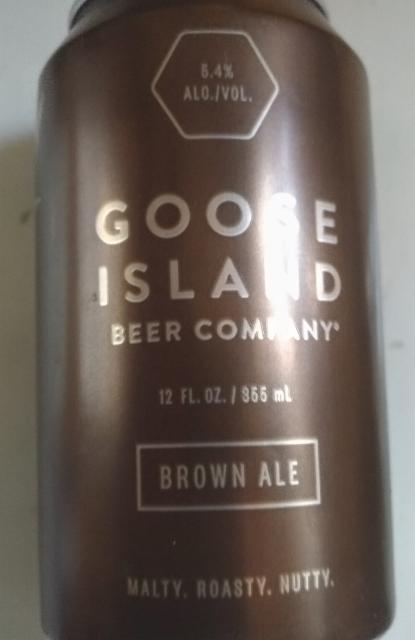 5.4%
ALC./VOL.
GOOSE
ISLAND
BEER COMPANY®
12 FL. OZ. / 355 mL
BROWN ALE
MALTY. ROASTY. NUTTY.